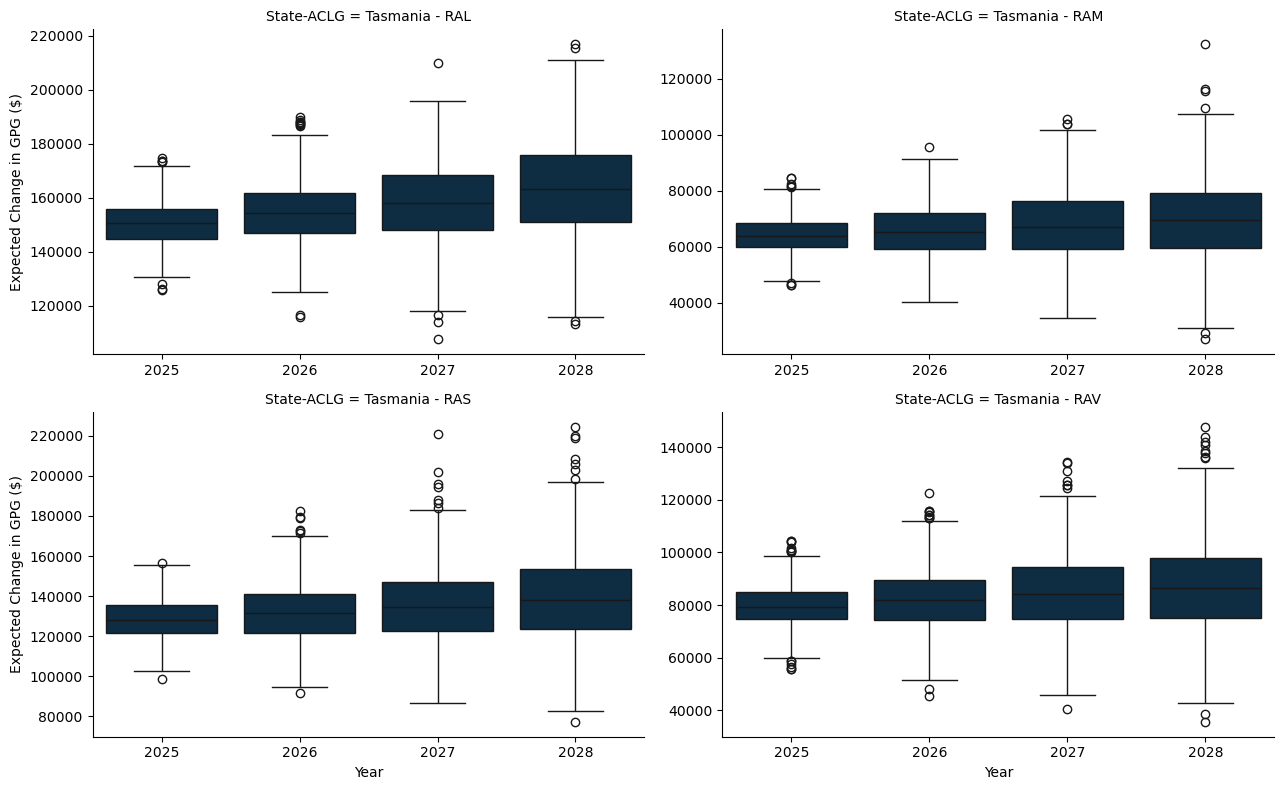 State-ACLG = Tasmania - RAL
Expected Change in GPG ($)
220000
200000
180000
160000
140000
120000
2025 2026 2027 2028
State-ACLG = Tasmania - RAM
120000
100000
80000
60000
40000
2025 2026 2027 2028
State-ACLG = Tasmania - RAS
Expected Change in GPG ($)
220000
200000
180000
160000
140000
120000
100000
80000
2025 2026 2027 2028
Year
State-ACLG = Tasmania - RAV
140000
120000
100000
80000
60000
40000
2025 2026 2027 2028
Year